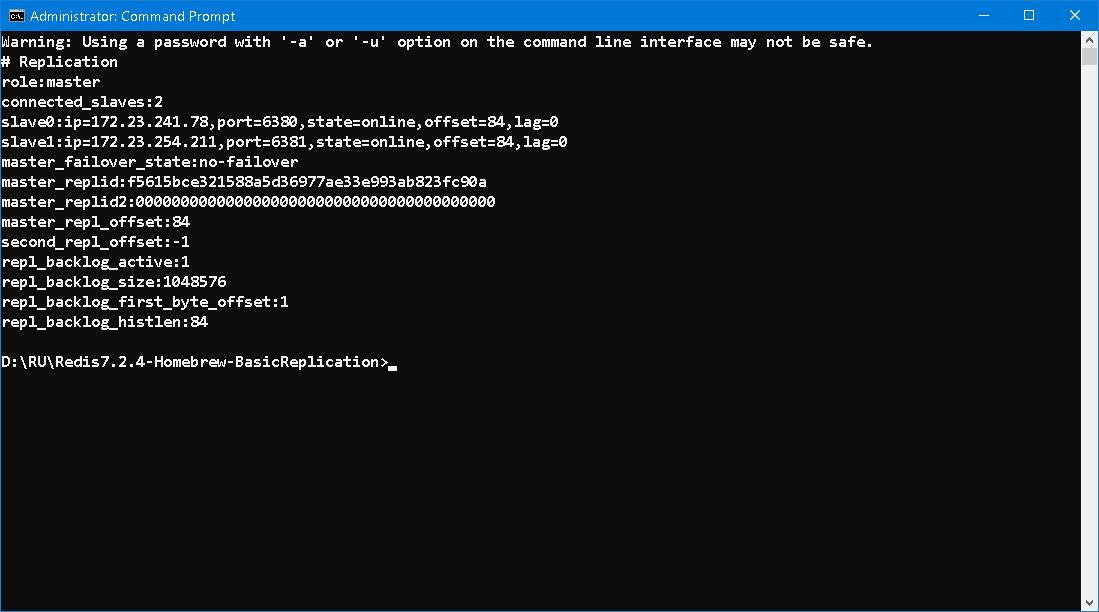 Administrator: Command Prompt
Warning: Using a password with '-a' or '-u' option on the command line interface may not be safe.
# Replication
role:master
connected_slaves:2
slave0:ip=172.23.241.78,port=6380,state=online,offset=84,lag=0
slave1:ip=172.23.254.211,port=6381,state=online,offset=84,lag=0
master_failover_state:no-failover
master_replid:f5615bce321588a5d36977ae33e993ab823fc90a
master_replid2:0000000000000000000000000000000000000000
master_repl_offset:84
second_repl_offset:-1
repl_backlog_active:1
repl_backlog_size:1048576
repl_backlog_first_byte_offset:1
repl_backlog_histlen:84
D:\RU\Redis7.2.4-Homebrew-BasicReplication>